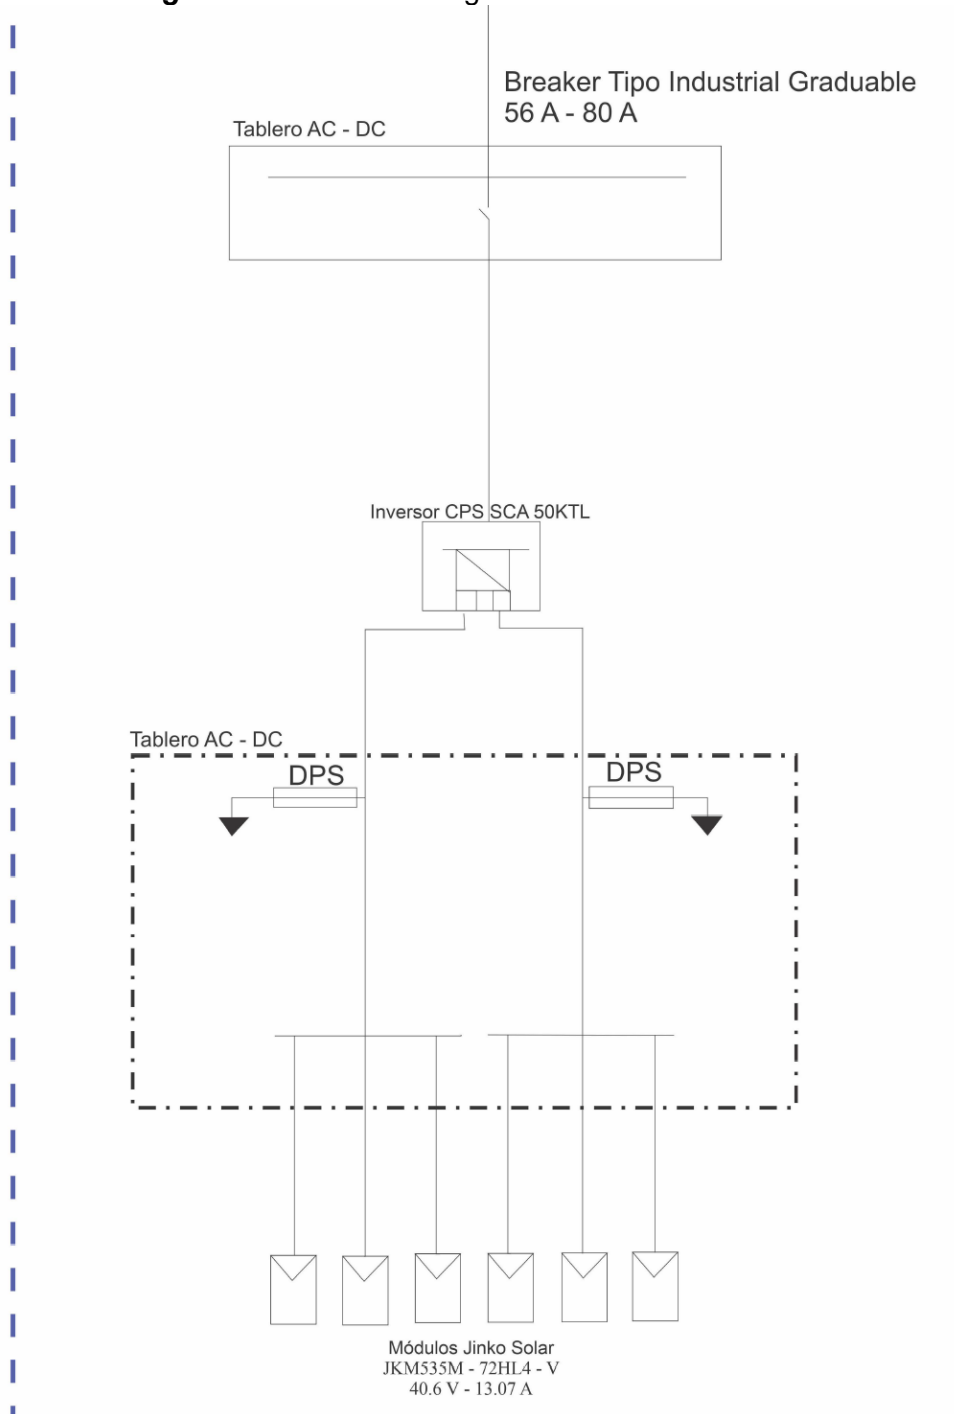 Breaker Tipo Industrial Graduable
56 A - 80 A
Tablero AC - DC
Inversor CPS SCA 50KTL
Tablero AC - DC
DPS
DPS
Módulos Jinko Solar
JKM535M - 72HL4 - V
40.6 V - 13.07 A